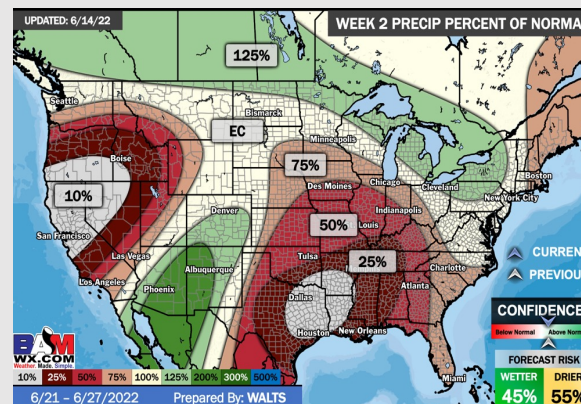 UPDATED: 6/14/22
WEEK 2 PRECIP PERCENT OF NORMA
125%
Seattle
Bismarck
EC
Minneapolis
Boise
75%
Boston
10%
Des Moines
Chicago
Cleveland
New York City
Denver
Indianapolis
50%
Louis
San Francisco
Las Vegas
Tulsa
25%
CURREN
Albuquerque
Charlotte
PREVIOU
Los Angeles
Phoenix
Dallas
Atlanta
CONFIDENCE
Houston
New Orleans
Below Normal
Above Norma
BAM
WX.COM
Weather. Made. Simple.
FORECAST RISK
Miami
WETTER
DRIER
10% 25% 50% 75% 100% 125% 200% 300% 500%
45%
55%
6/21 – 6/27/2022
Prepared By: WALTS